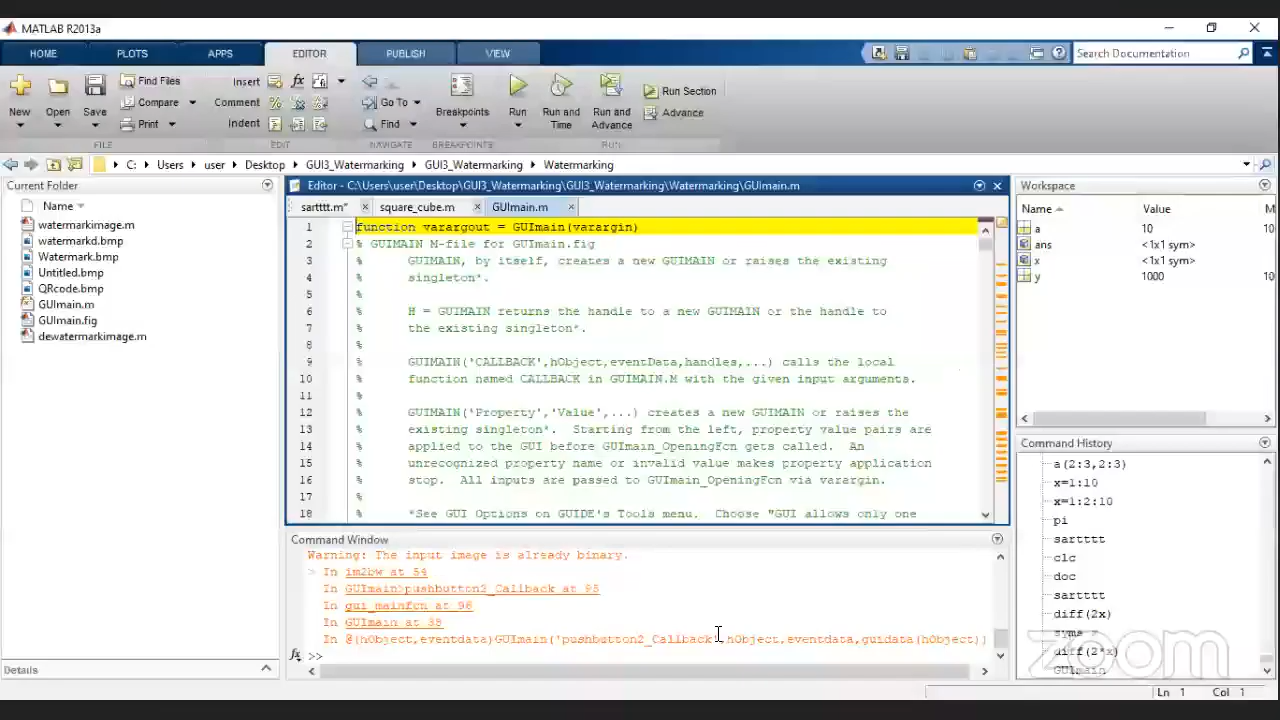 MATLAB R2013a
HOME PLOTS APPS EDITOR PUBLISH VIEW Search Documentation
Find Files Insert fx
Compare Comment % Go To
Print Indent Find
New Open Save Breakpoints Run Run and Time Run and Advance Run Section Advance
FILE EDIT NAVIGATE BREAKPOINTS RUN
C: Users user Desktop GUI3_Watermarking GUI3_Watermarking Watermarking
Current Folder
Name
watermarkimage.m
watermarkd.bmp
Watermark.bmp
Untitled.bmp
QRcode.bmp
GUImain.m
GUImain.fig
dewatermarkimage.m
Details
Editor - C:\Users\user\Desktop\GUI3_Watermarking\GUI3_Watermarking\Watermarking\GUImain.m
sartttt.m* square_cube.m GUImain.m
1 function varargout = GUImain(varargin)
2 % GUIMAIN M-file for GUImain.fig
3 % GUIMAIN, by itself, creates a new GUIMAIN or raises the existing
4 % singleton*.
5 %
6 % H = GUIMAIN returns the handle to a new GUIMAIN or the handle to
7 % the existing singleton*.
8 %
9 % GUIMAIN('CALLBACK',hObject,eventData,handles,...) calls the local
10 % function named CALLBACK in GUIMAIN.M with the given input arguments.
11 %
12 % GUIMAIN('Property','Value',...) creates a new GUIMAIN or raises the
13 % existing singleton*. Starting from the left, property value pairs are
14 % applied to the GUI before GUImain_OpeningFcn gets called. An
15 % unrecognized property name or invalid value makes property application
16 % stop. All inputs are passed to GUImain_OpeningFcn via varargin.
17 %
18 % *See GUI Options on GUIDE's Tools menu. Choose "GUI allows only one
Command Window
Warning: The input image is already binary.
> In im2bw at 54
In GUImain>pushbutton2_Callback at 95
In gui_mainfcn at 96
In GUImain at 38
In @(hObject,eventdata)GUImain('pushbutton2_Callback',hObject,eventdata,guidata(hObject))
fx >>
Workspace
Name Value M
a 10 10
ans <1x1 sym>
x <1x1 sym>
y 1000 10
Command History
a(2:3,2:3)
x=1:10
x=1:2:10
pi
sartttt
clc
doc
sartttt
diff(2x)
syms x
diff(2*x)
GUImain
zoom
Ln 1 Col 1